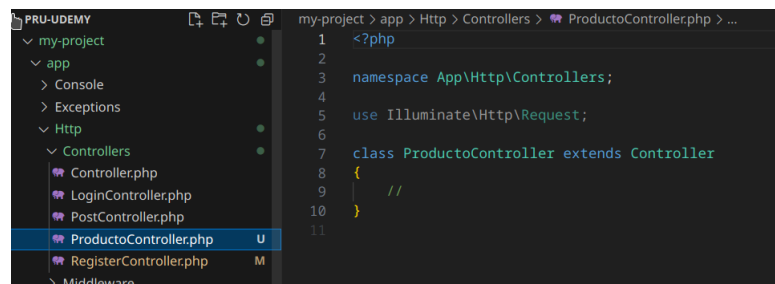 PRU-UDEMY
my-project
app
Console
Exceptions
Http
Controllers
Controller.php
LoginController.php
PostController.php
ProductoController.php U
RegisterController.php M
Middleware
my-project > app > Http > Controllers > ProductoController.php > ...
1 <?php
2
3 namespace App\Http\Controllers;
4
5 use Illuminate\Http\Request;
6
7 class ProductoController extends Controller
8 {
9 //
10 }
11